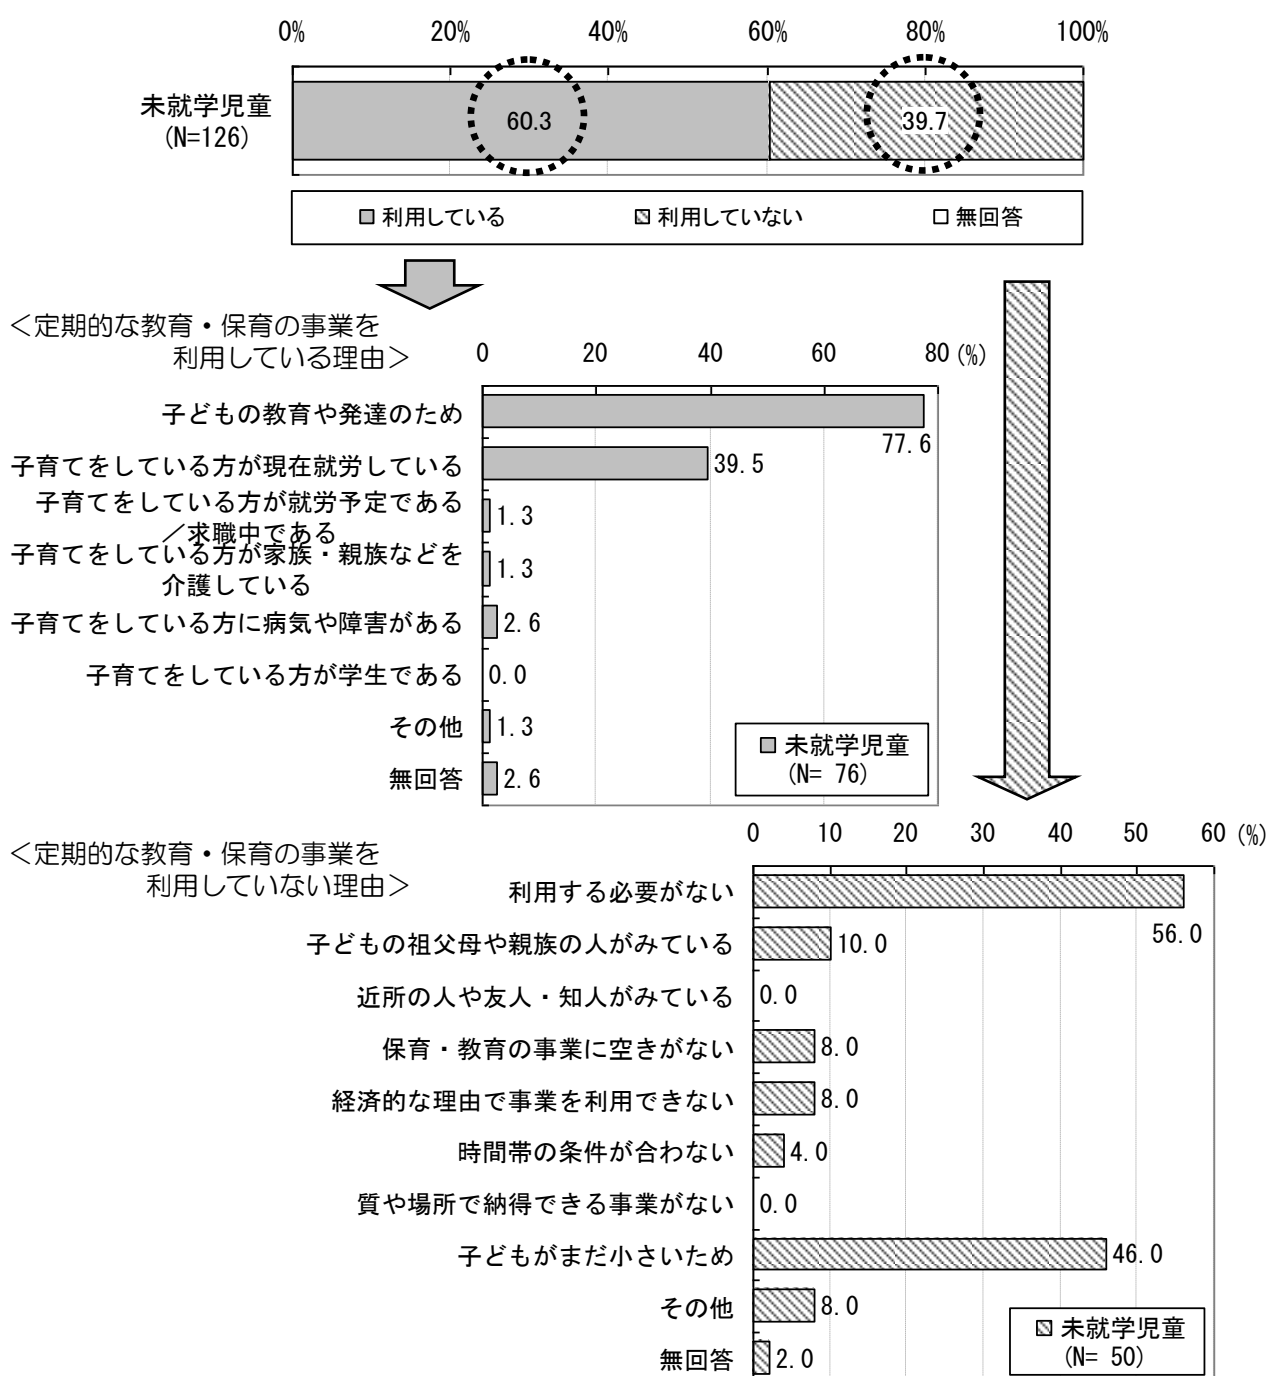 0% 20% 40% 60% 80% 100%
未就学児童
(N=126)
60.3 39.7
利用している 利用していない 無回答
＜定期的な教育・保育の事業を
利用している理由＞
0 20 40 60 80 (%)
子どもの教育や発達のため
77.6
子育てをしている方が現在就労している 39.5
子育てをしている方が就労予定である
／求職中である
1.3
子育てをしている方が家族・親族などを
介護している
1.3
子育てをしている方に病気や障害がある 2.6
子育てをしている方が学生である 0.0
その他 1.3
無回答 2.6
未就学児童
(N= 76)
＜定期的な教育・保育の事業を
利用していない理由＞
0 10 20 30 40 50 60 (%)
利用する必要がない
56.0
子どもの祖父母や親族の人がみている 10.0
近所の人や友人・知人がみている 0.0
保育・教育の事業に空きがない 8.0
経済的な理由で事業を利用できない 8.0
時間帯の条件が合わない 4.0
質や場所で納得できる事業がない 0.0
子どもがまだ小さいため 46.0
その他 8.0
無回答 2.0
未就学児童
(N= 50)